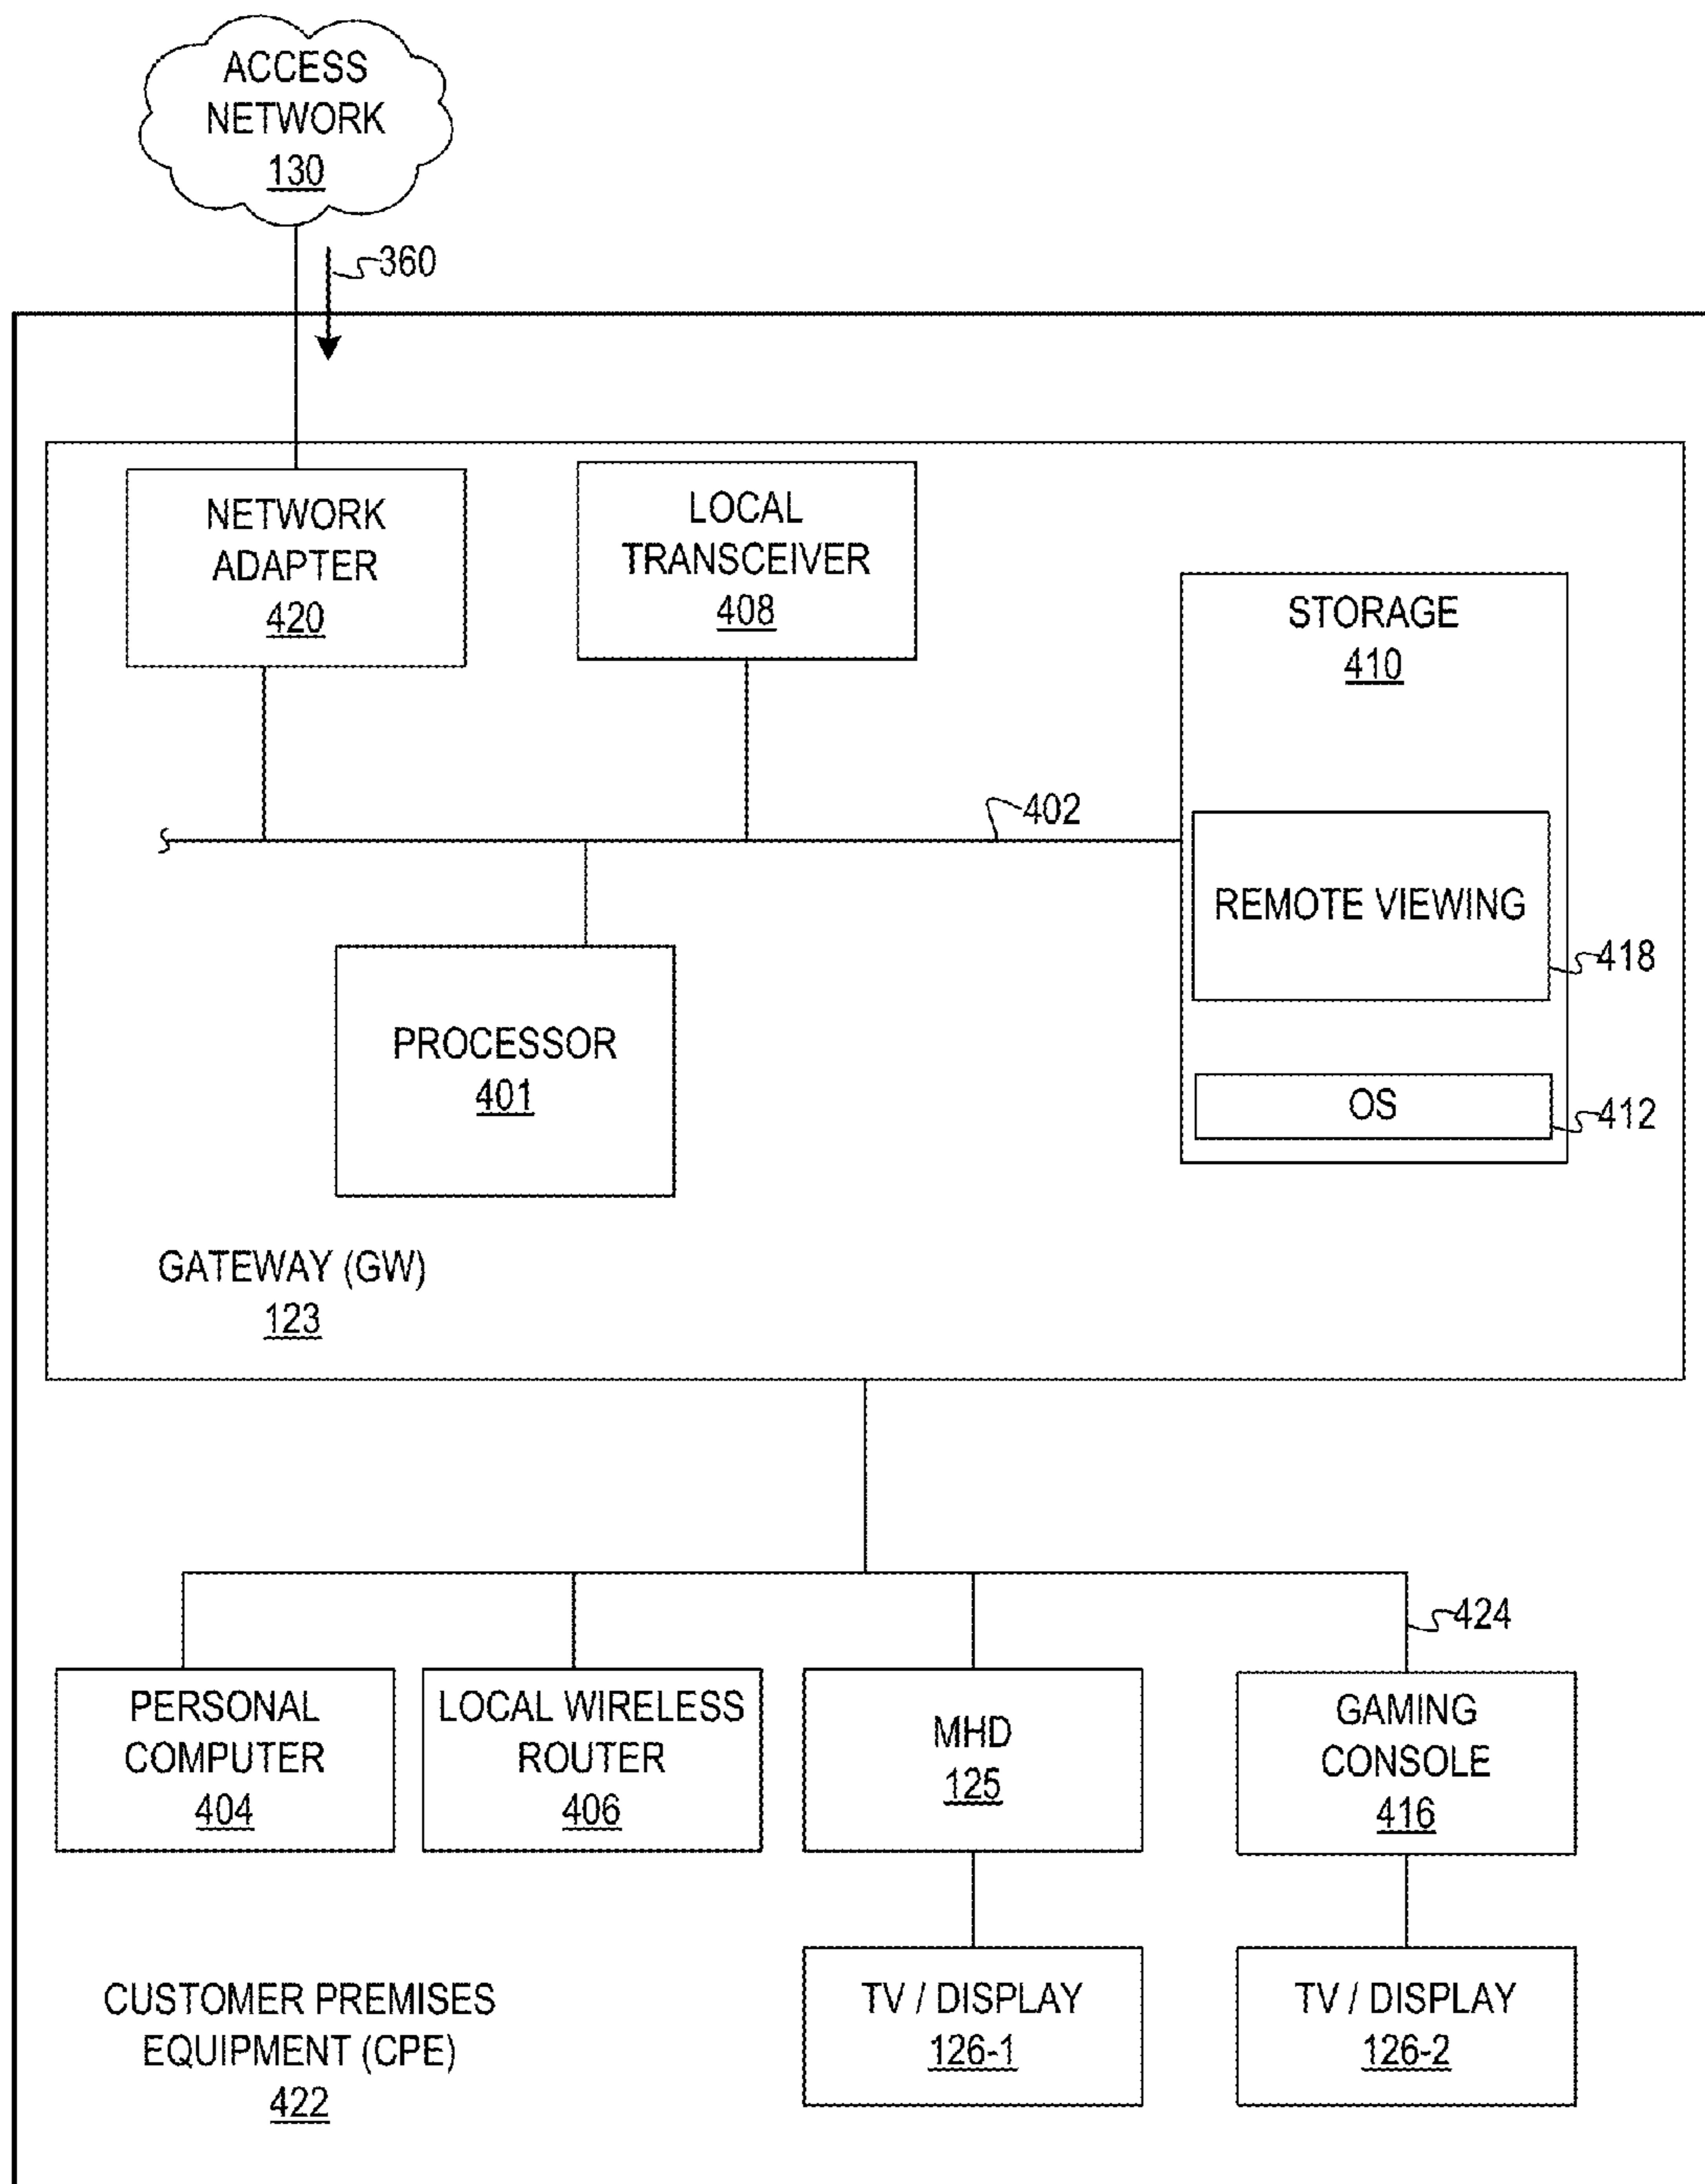 ACCESS
NETWORK
130
360
NETWORK
ADAPTER
420
LOCAL
TRANSCEIVER
408
STORAGE
410
402
REMOTE VIEWING
418
PROCESSOR
401
OS
412
GATEWAY (GW)
123
424
PERSONAL
COMPUTER
404
LOCAL WIRELESS
ROUTER
406
MHD
125
GAMING
CONSOLE
416
CUSTOMER PREMISES
EQUIPMENT (CPE)
422
TV / DISPLAY
126-1
TV / DISPLAY
126-2